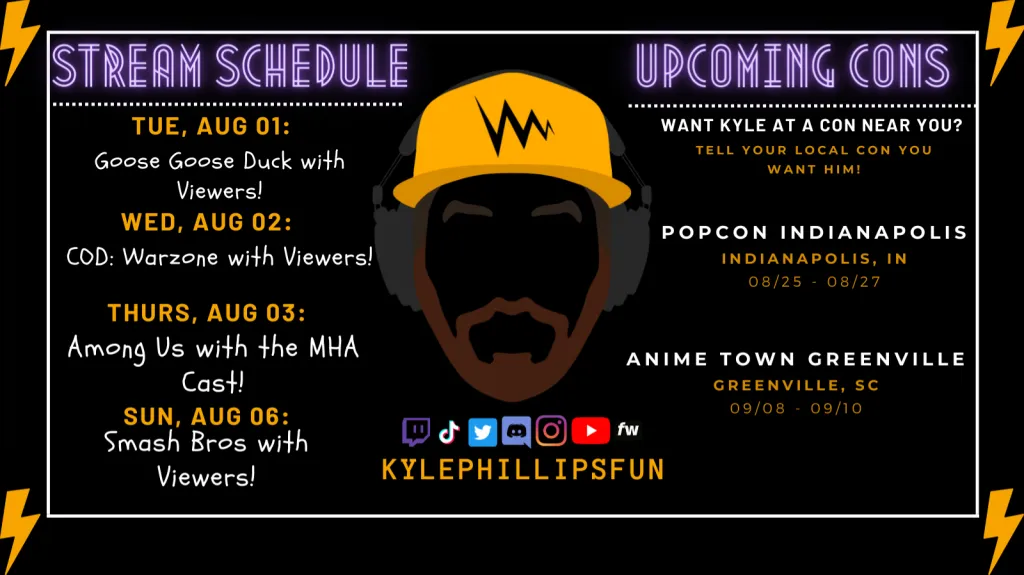 STREAM SCHEDULE
TUE, AUG 01:
Goose Goose Duck with
Viewers!
WED, AUG 02:
COD: Warzone with Viewers!
THURS, AUG 03:
Among Us with the MHA
Cast!
SUN, AUG 06:
Smash Bros with
Viewers!
fw
KYLEPHILLIPSFUN
UPCOMING CONS
WANT KYLE AT A CON NEAR YOU?
TELL YOUR LOCAL CON YOU
WANT HIM!
POPCON INDIANAPOLIS
INDIANAPOLIS, IN
08/25 - 08/27
ANIME TOWN GREENVILLE
GREENVILLE, SC
09/08 - 09/10